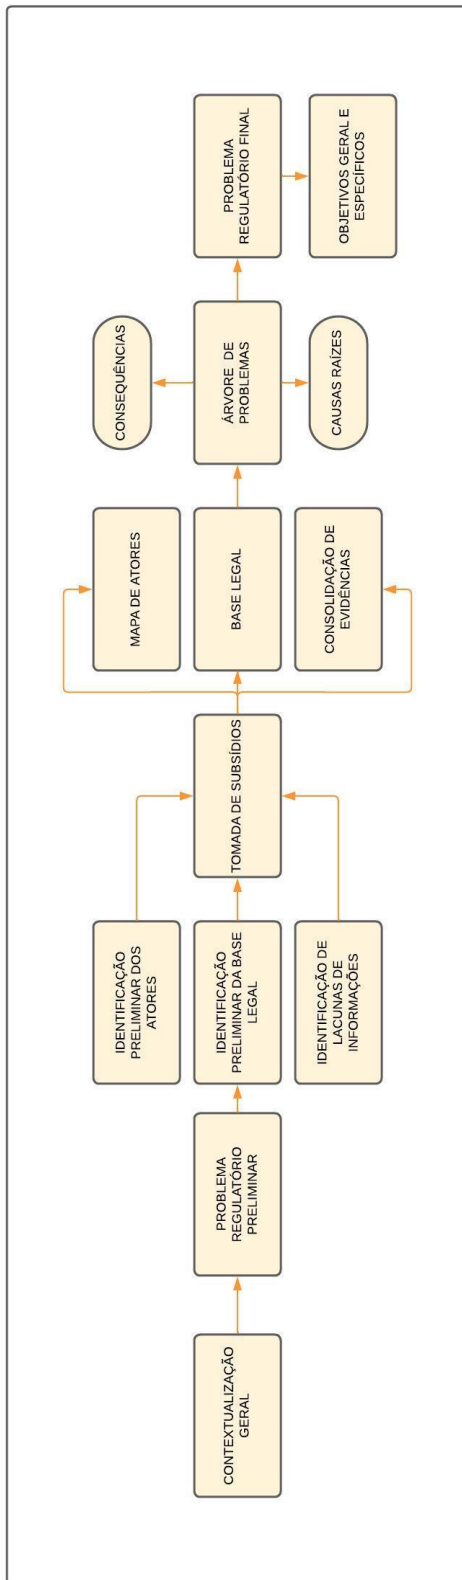 CONTEXTUALIZAÇÃO
GERAL
PROBLEMA
REGULATÓRIO
PRELIMINAR
IDENTIFICAÇÃO
PRELIMINAR DOS
ATORES
IDENTIFICAÇÃO
PRELIMINAR DA BASE
LEGAL
IDENTIFICAÇÃO DE
LACUNAS DE
INFORMAÇÕES
TOMADA DE SUBSÍDIOS
MAPA DE ATORES
BASE LEGAL
CONSOLIDAÇÃO DE
EVIDÊNCIAS
CONSEQUÊNCIAS
ÁRVORE DE
PROBLEMAS
CAUSAS RAÍZES
PROBLEMA
REGULATÓRIO FINAL
OBJETIVOS GERAL E
ESPECÍFICOS